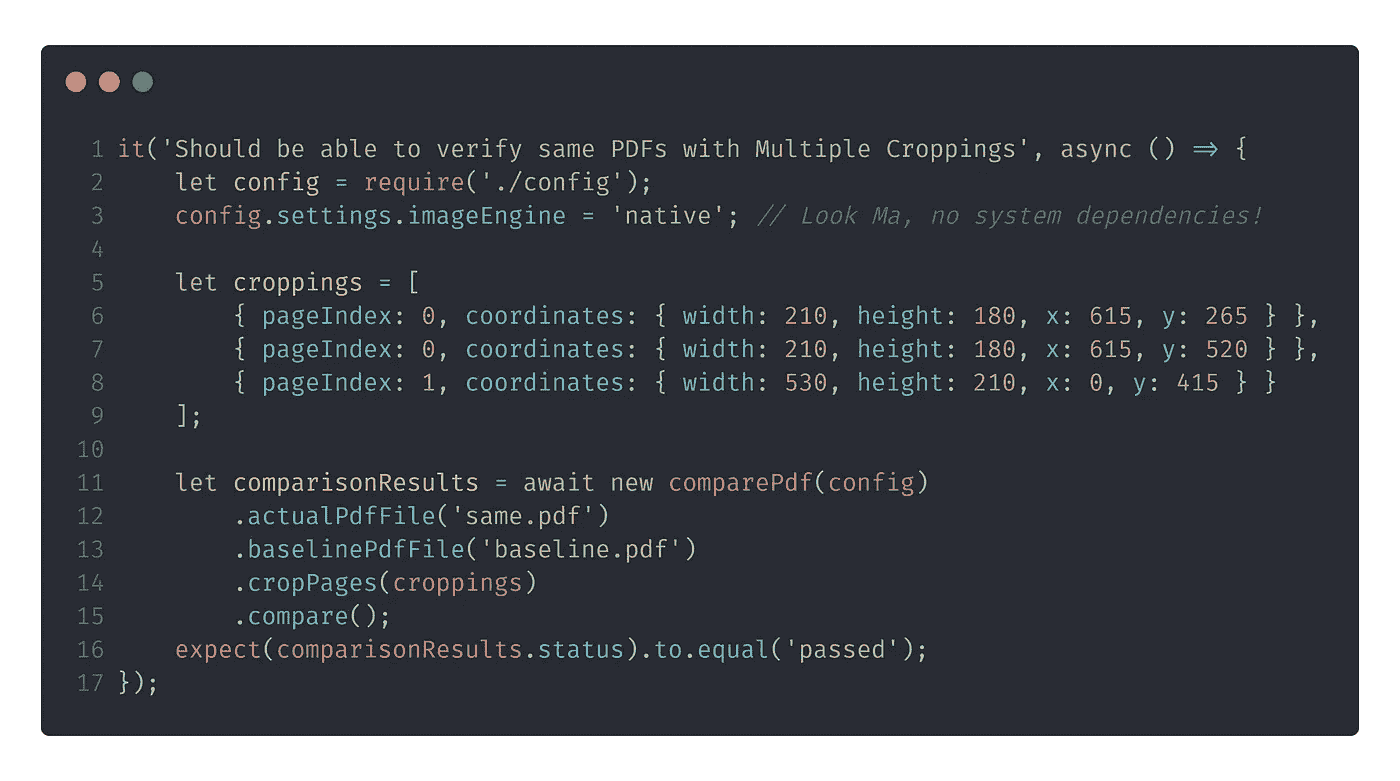 1 it('Should be able to verify same PDFs with Multiple Croppings', async () => {
2     let config = require('./config');
3     config.settings.imageEngine = 'native'; // Look Ma, no system dependencies!
4
5     let croppings = [
6         { pageIndex: 0, coordinates: { width: 210, height: 180, x: 615, y: 265 } },
7         { pageIndex: 0, coordinates: { width: 210, height: 180, x: 615, y: 520 } },
8         { pageIndex: 1, coordinates: { width: 530, height: 210, x: 0, y: 415 } }
9     ];
10
11     let comparisonResults = await new comparePdf(config)
12         .actualPdfFile('same.pdf')
13         .baselinePdfFile('baseline.pdf')
14         .cropPages(croppings)
15         .compare();
16     expect(comparisonResults.status).to.equal('passed');
17 });